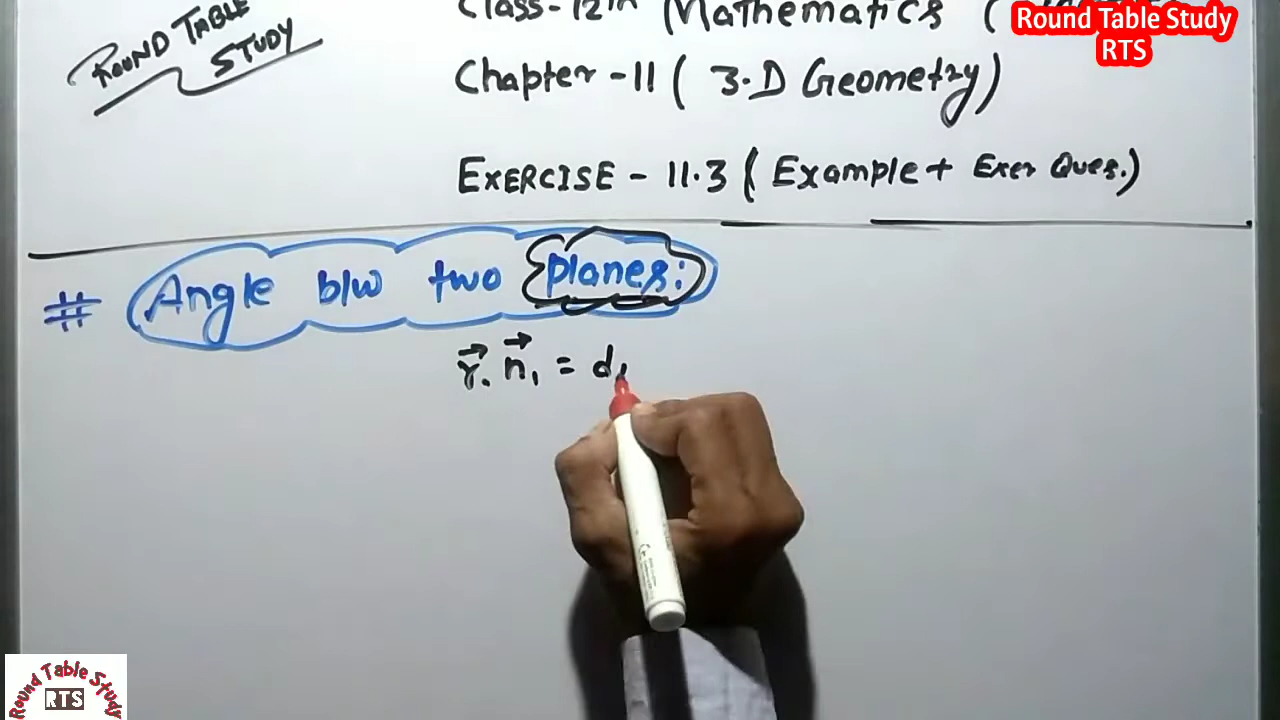 ROUND TABLE
STUDY
Class-12th Mathematics (
Round Table Study
RTS
Chapter-11 ( 3.D Geometry)
EXERCISE - 11.3 ( Example + Exer Ques.)
# Angle b/w two planes:
r⃗. n⃗₁ = d₁
Round Table Study
RTS